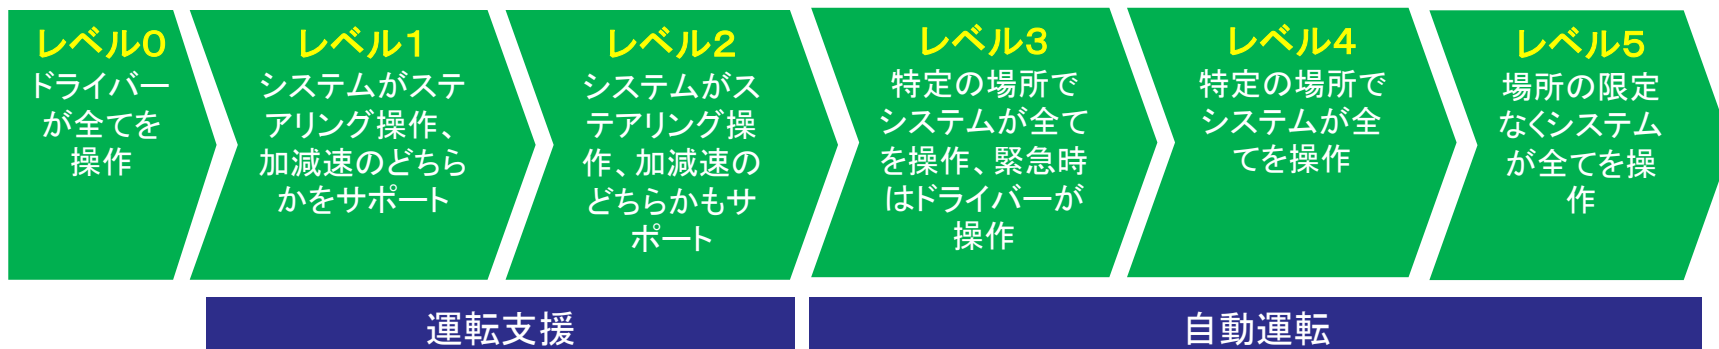 レベル0
ドライバー
が全てを
操作
レベル1
システムがステ
アリング操作、
加減速のどちら
かをサポート
レベル2
システムがス
テアリング操
作、加減速の
どちらかもサ
ポート
レベル3
特定の場所で
システムが全て
を操作、緊急時
はドライバーが
操作
レベル4
特定の場所で
システムが全
てを操作
レベル5
場所の限定
なくシステム
が全てを操
作
運転支援
自動運転